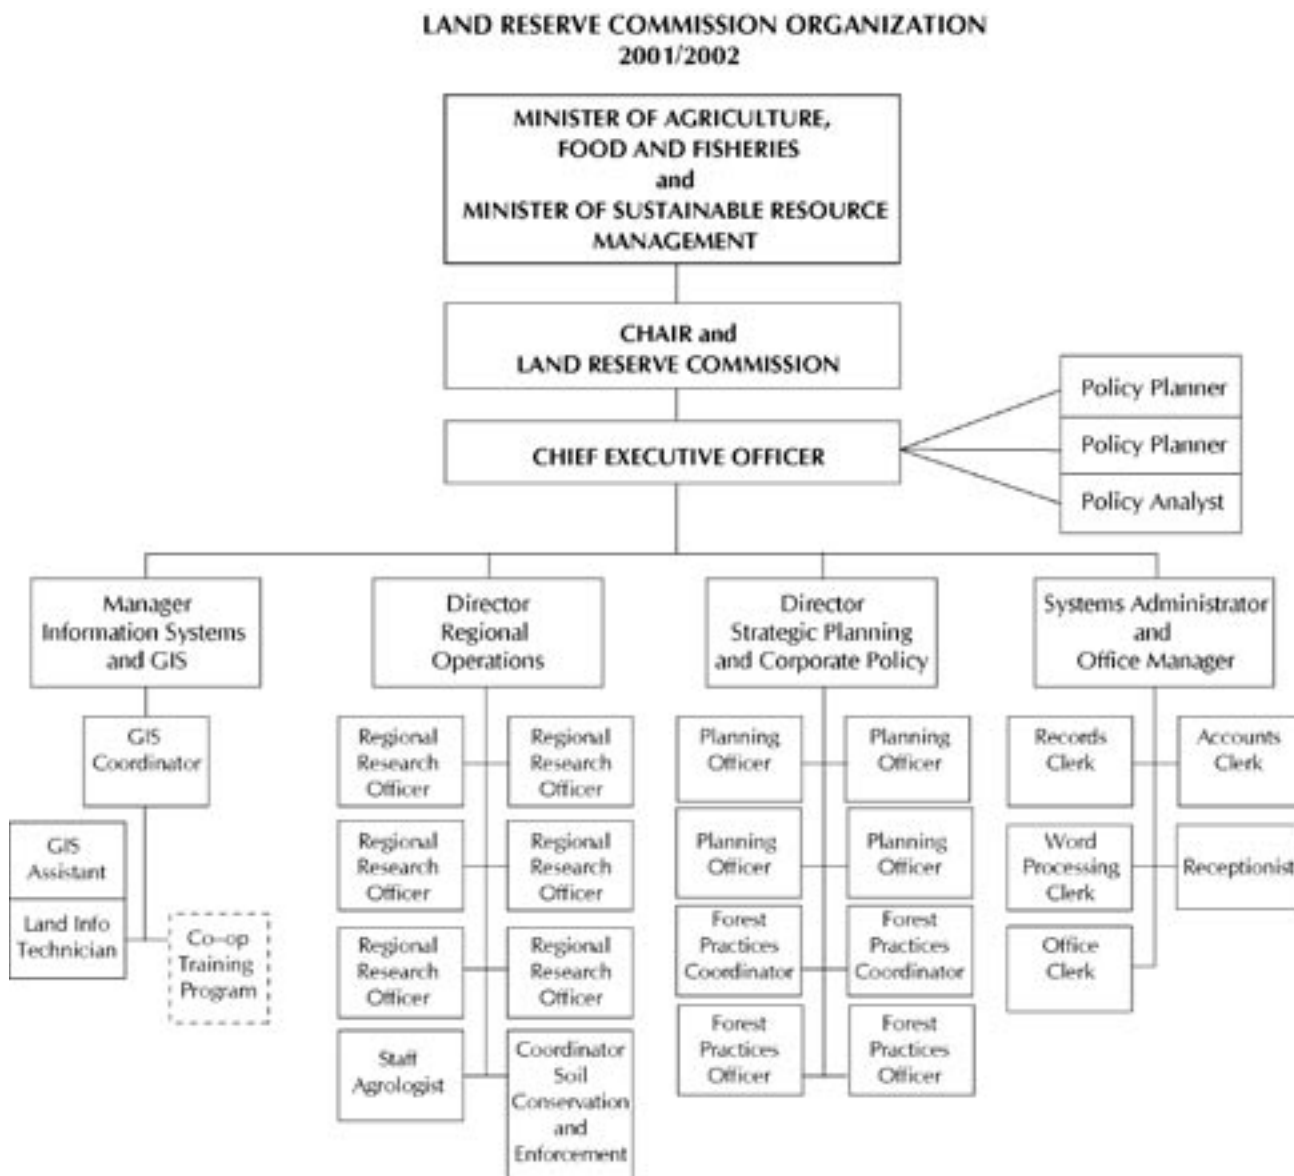 LAND RESERVE COMMISSION ORGANIZATION
2001/2002
MINISTER OF AGRICULTURE,
FOOD AND FISHERIES
and
MINISTER OF SUSTAINABLE RESOURCE
MANAGEMENT
CHAIR and
LAND RESERVE COMMISSION
CHIEF EXECUTIVE OFFICER
Policy Planner
Policy Planner
Policy Analyst
Manager
Information Systems
and GIS
Director
Regional
Operations
Director
Strategic Planning
and Corporate Policy
Systems Administrator
and
Office Manager
GIS
Coordinator
GIS
Assistant
Land Info
Technician
Co-op
Training
Program
Regional
Research
Officer
Regional
Research
Officer
Regional
Research
Officer
Regional
Research
Officer
Regional
Research
Officer
Regional
Research
Officer
Staff
Agrologist
Coordinator
Soil
Conservation
and
Enforcement
Planning
Officer
Planning
Officer
Planning
Officer
Planning
Officer
Forest
Practices
Coordinator
Forest
Practices
Coordinator
Forest
Practices
Officer
Forest
Practices
Officer
Records
Clerk
Accounts
Clerk
Word
Processing
Clerk
Receptionist
Office
Clerk